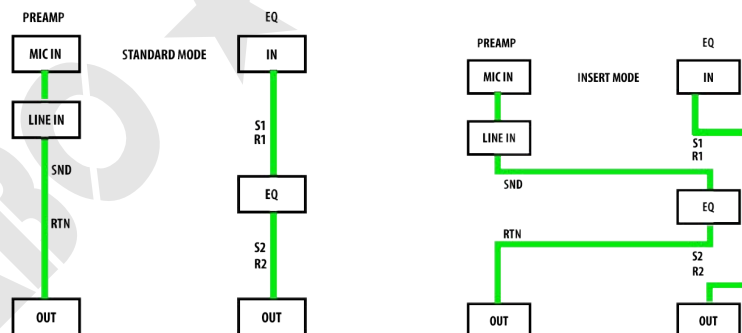 PREAMP
MIC IN
LINE IN
SND
RTN
OUT
STANDARD MODE
EQ
IN
S1
R1
EQ
S2
R2
OUT
PREAMP
MIC IN
LINE IN
SND
RTN
OUT
INSERT MODE
EQ
IN
S1
R1
EQ
S2
R2
OUT